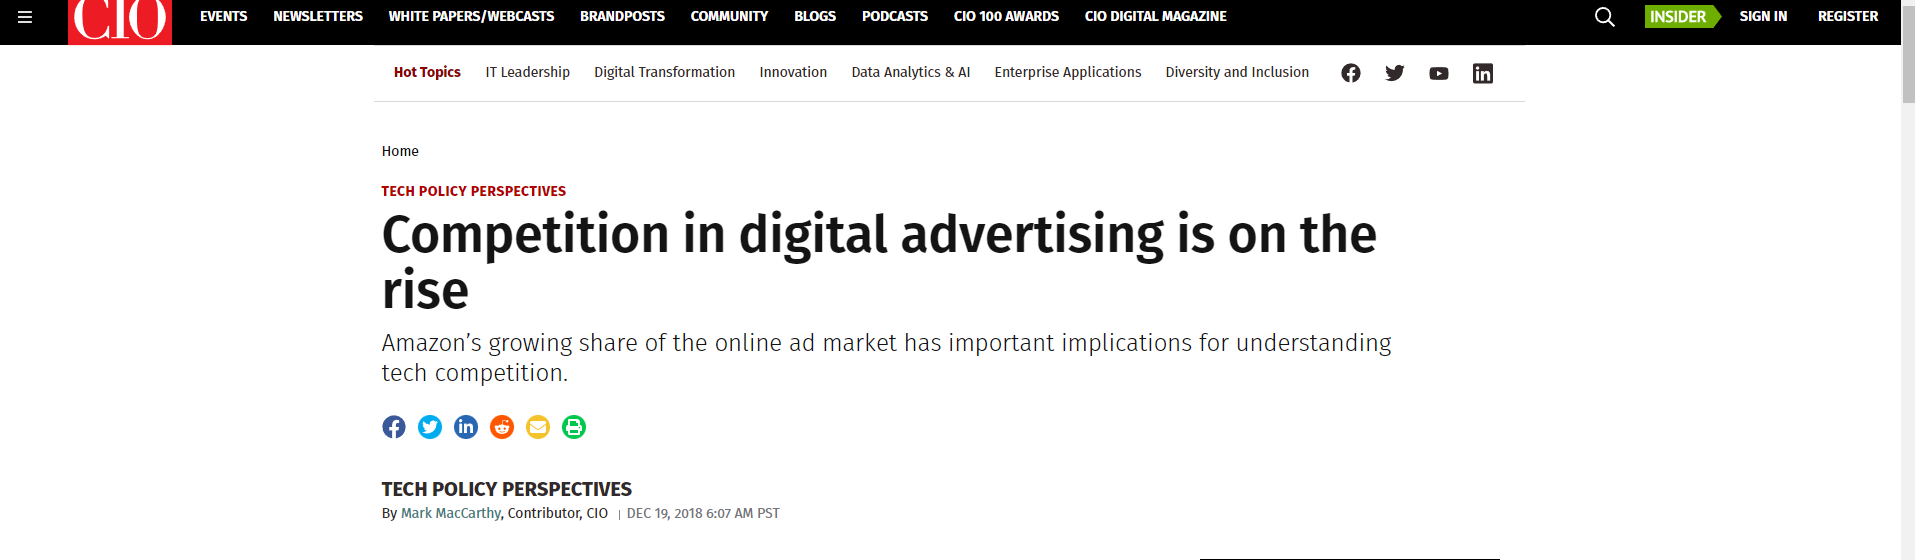 CIO
EVENTS NEWSLETTERS WHITE PAPERS/WEBCASTS BRANDPOSTS COMMUNITY BLOGS PODCASTS CIO 100 AWARDS CIO DIGITAL MAGAZINE INSIDER SIGN IN REGISTER
Hot Topics IT Leadership Digital Transformation Innovation Data Analytics & AI Enterprise Applications Diversity and Inclusion
Home
TECH POLICY PERSPECTIVES
Competition in digital advertising is on the
rise
Amazon’s growing share of the online ad market has important implications for understanding
tech competition.
TECH POLICY PERSPECTIVES
By Mark MacCarthy, Contributor, CIO | DEC 19, 2018 6:07 AM PST